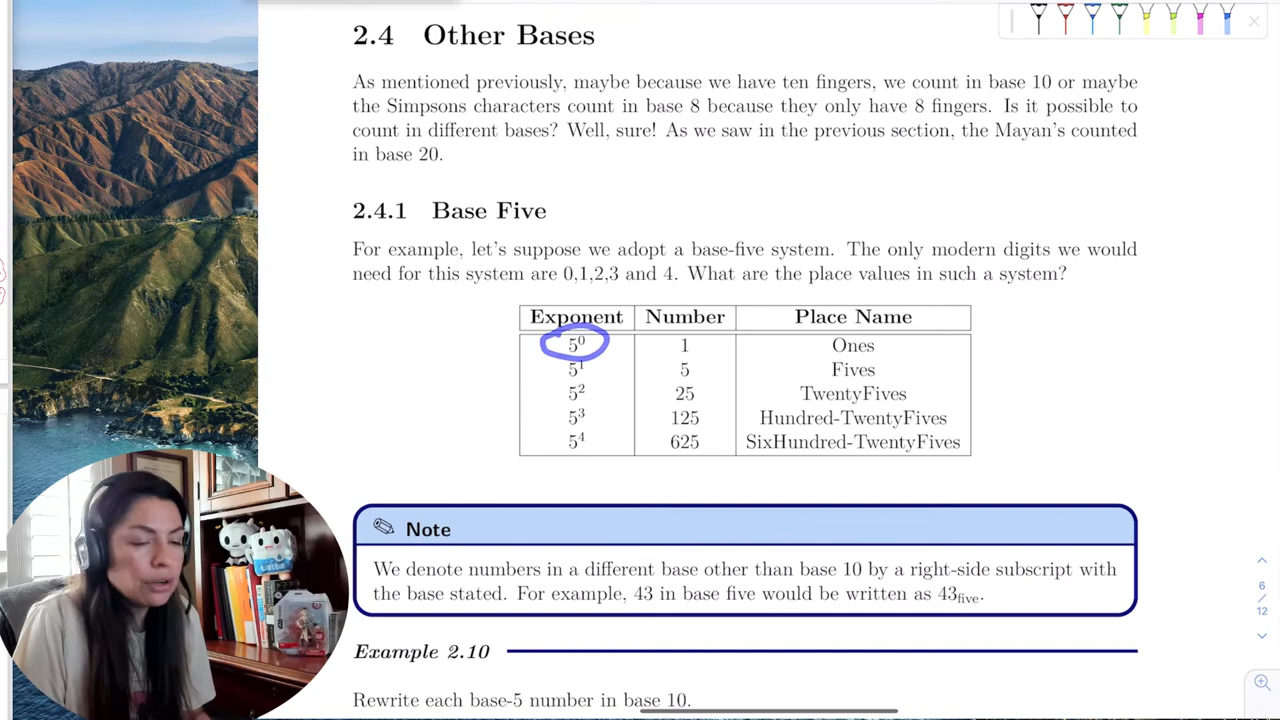 2.4 Other Bases
As mentioned previously, maybe because we have ten fingers, we count in base 10 or maybe
the Simpsons characters count in base 8 because they only have 8 fingers. Is it possible to
count in different bases? Well, sure! As we saw in the previous section, the Mayan's counted
in base 20.
2.4.1 Base Five
For example, let's suppose we adopt a base-five system. The only modern digits we would
need for this system are 0,1,2,3 and 4. What are the place values in such a system?
Exponent Number Place Name
5⁰ 1 Ones
5¹ 5 Fives
5² 25 TwentyFives
5³ 125 Hundred-TwentyFives
5⁴ 625 SixHundred-TwentyFives
Note
We denote numbers in a different base other than base 10 by a right-side subscript with
the base stated. For example, 43 in base five would be written as 43five.
Example 2.10
Rewrite each base-5 number in base 10.
6
/
12